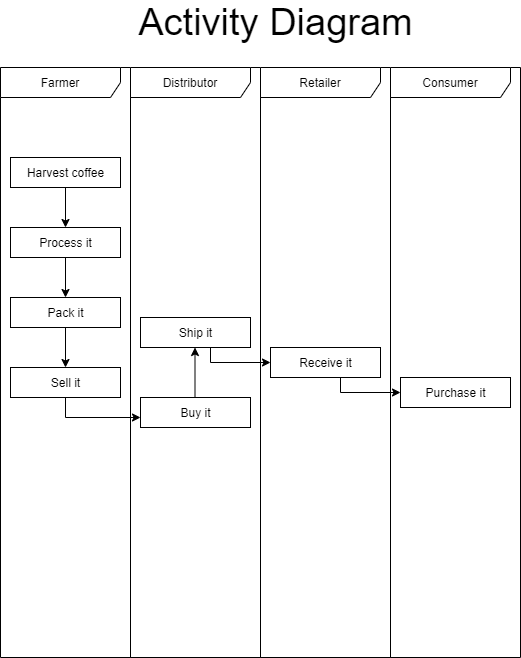 Activity Diagram
Farmer
Distributor
Retailer
Consumer
Harvest coffee
Process it
Pack it
Sell it
Ship it
Buy it
Receive it
Purchase it